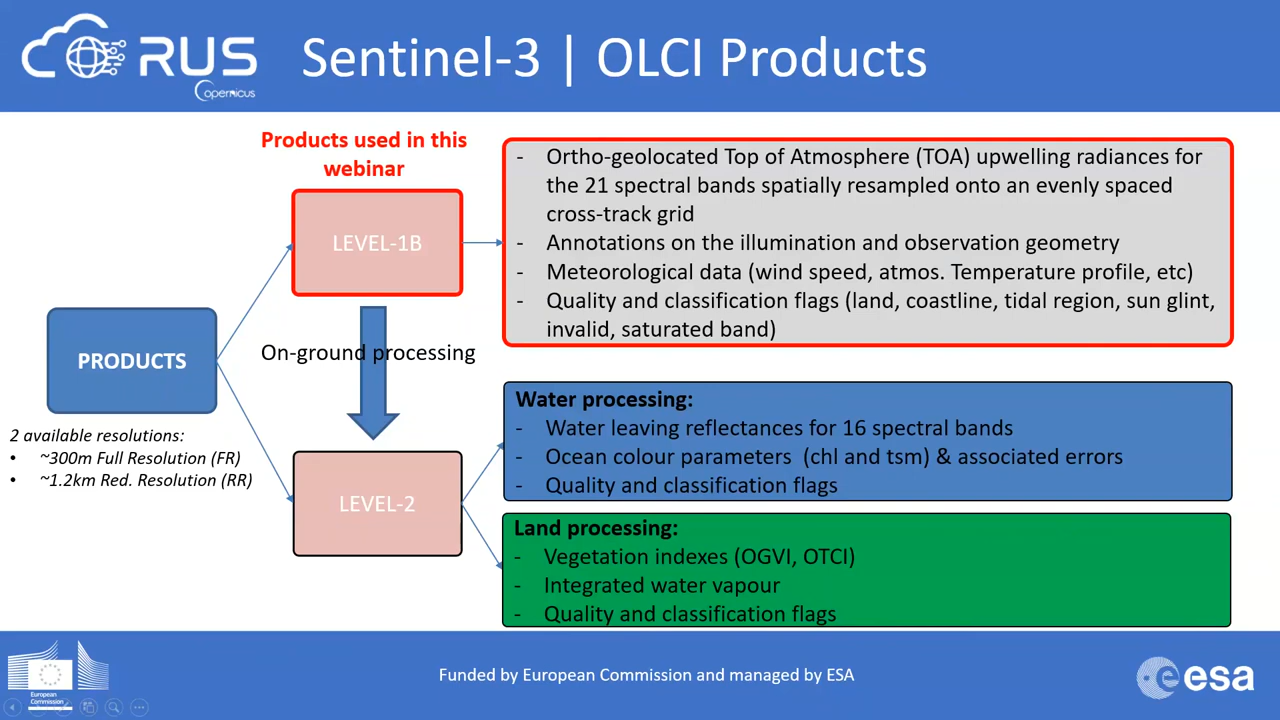 RUS
Copernicus
Sentinel-3 | OLCI Products
Products used in this
webinar
LEVEL-1B
- Ortho-geolocated Top of Atmosphere (TOA) upwelling radiances for
the 21 spectral bands spatially resampled onto an evenly spaced
cross-track grid
- Annotations on the illumination and observation geometry
- Meteorological data (wind speed, atmos. Temperature profile, etc)
- Quality and classification flags (land, coastline, tidal region, sun glint,
invalid, saturated band)
PRODUCTS
On-ground processing
2 available resolutions:
• ~300m Full Resolution (FR)
• ~1.2km Red. Resolution (RR)
LEVEL-2
Water processing:
- Water leaving reflectances for 16 spectral bands
- Ocean colour parameters (chl and tsm) & associated errors
- Quality and classification flags
Land processing:
- Vegetation indexes (OGVI, OTCI)
- Integrated water vapour
- Quality and classification flags
European
Commission
Funded by European Commission and managed by ESA
esa